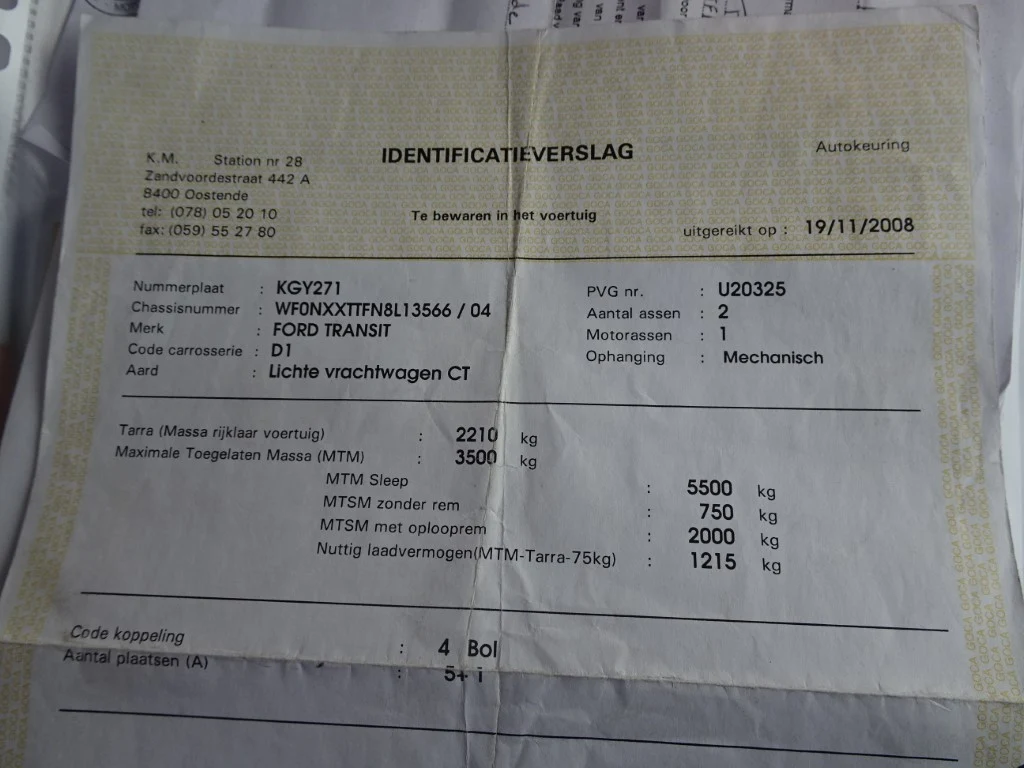 IDENTIFICATIEVERSLAG
Autokeuring
K.M. Station nr 28
Zandvoordestraat 442 A
8400 Oostende
tel: (078) 05 20 10
fax: (059) 55 27 80
Te bewaren in het voertuig
uitgereikt op : 19/11/2008
Nummerplaat : KGY271
Chassisnummer : WF0NXXTTFN8L13566 / 04
Merk : FORD TRANSIT
Code carrosserie : D1
Aard : Lichte vrachtwagen CT
PVG nr. : U20325
Aantal assen : 2
Motorassen : 1
Ophanging : Mechanisch
Tarra (Massa rijklaar voertuig) : 2210 kg
Maximale Toegelaten Massa (MTM) : 3500 kg
MTM Sleep : 5500 kg
MTSM zonder rem : 750 kg
MTSM met oplooprem : 2000 kg
Nuttig laadvermogen(MTM-Tarra-75kg) : 1215 kg
Code koppeling : 4 Bol
Aantal plaatsen (A) : 5+ i